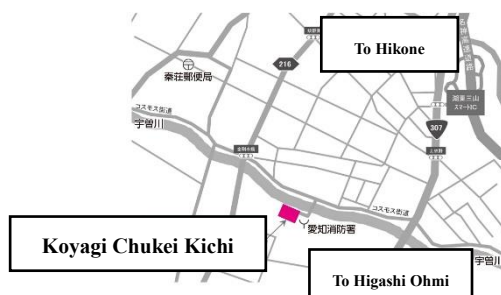 To Hikone
216
秦荘郵便局
湖東三山
スマートIC
コスモス街道
宇曽川
307
コスモス街道
愛知消防署
Koyagi Chukei Kichi
宇曽川
To Higashi Ohmi